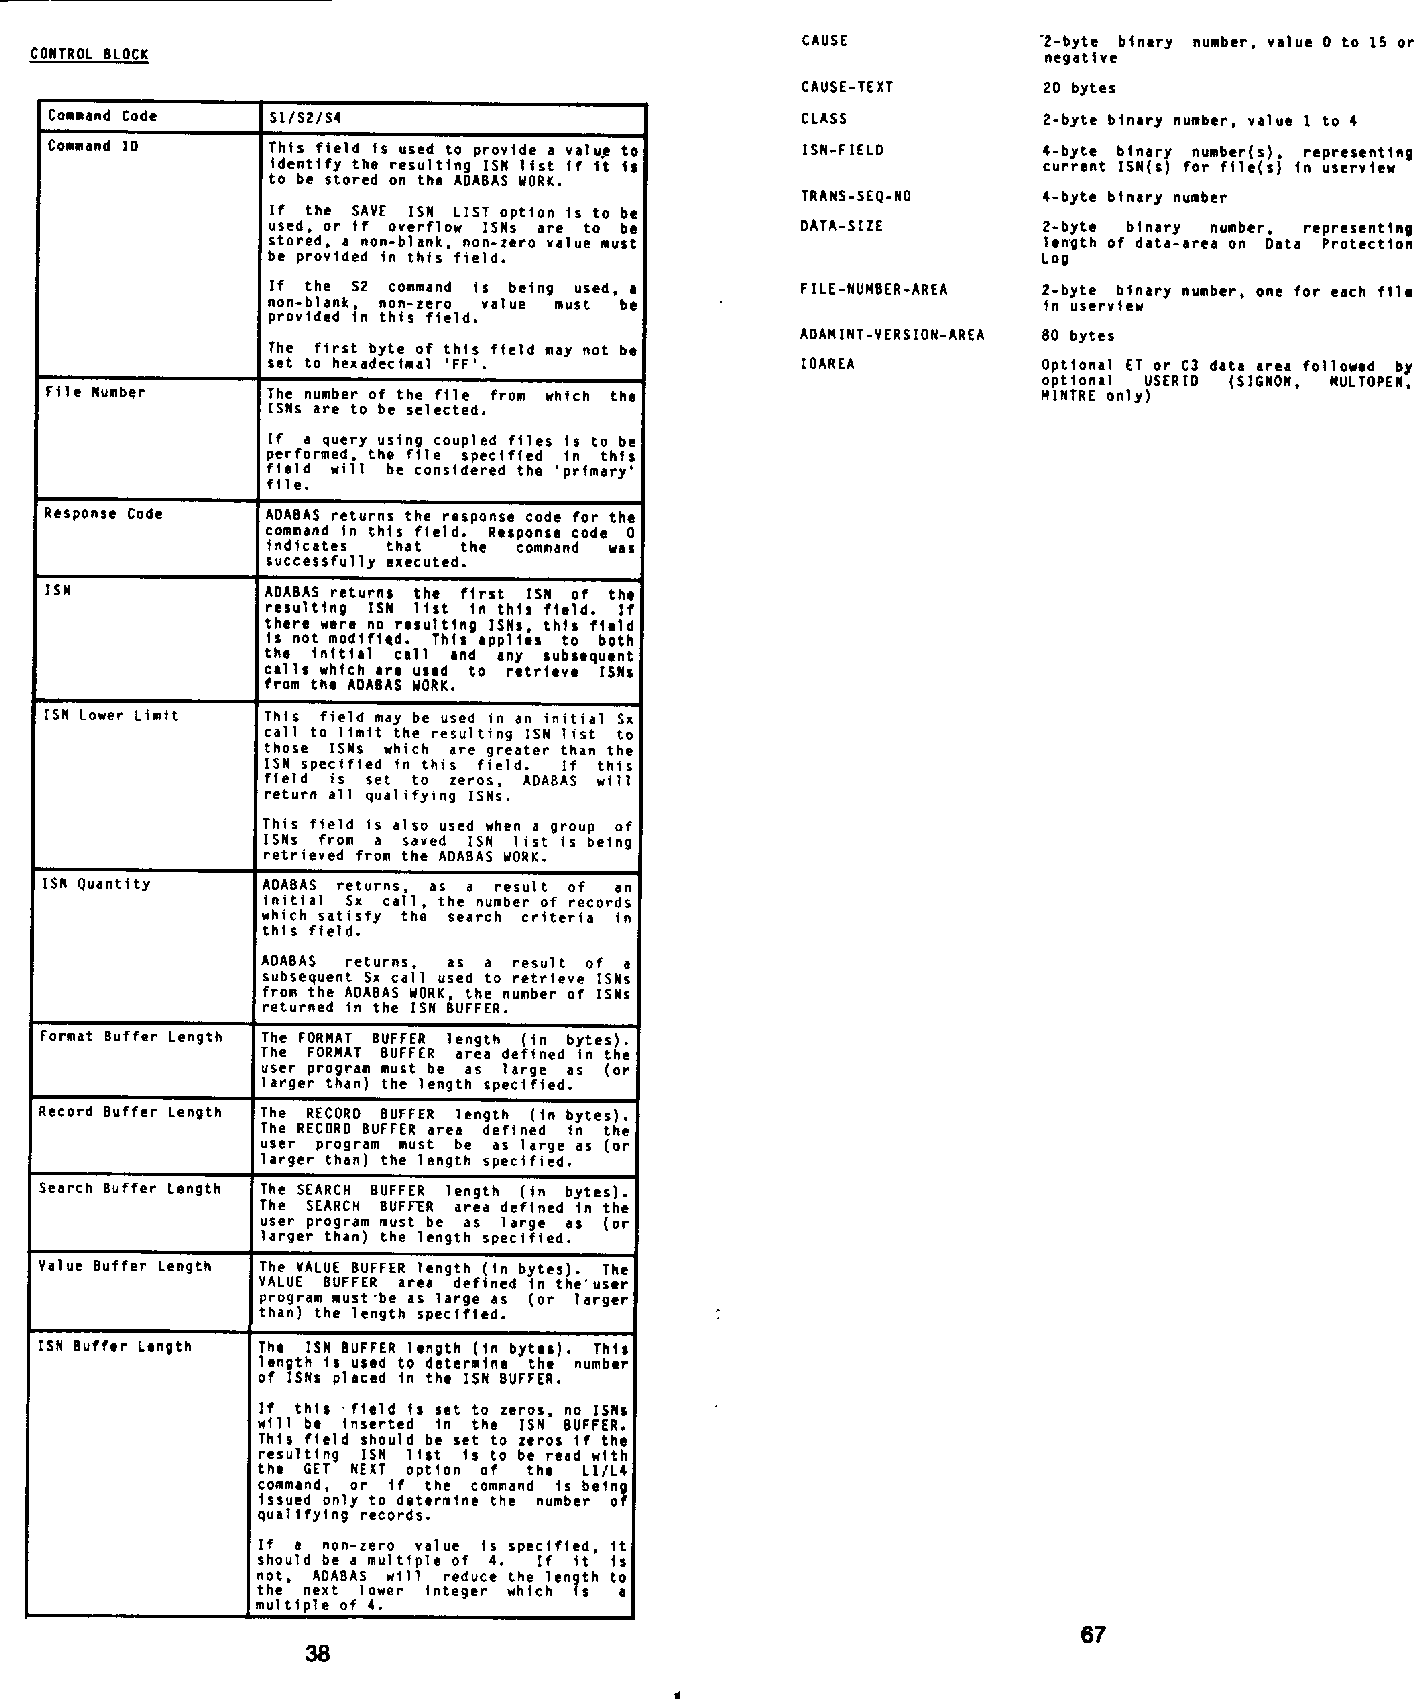 CONTROL BLOCK
Command Code S1/S2/S4
Command ID This field is used to provide a value to
identify the resulting ISN list if it is
to be stored on the ADABAS WORK.
If the SAVE ISN LIST option is to be
used, or if overflow ISNs are to be
stored, a non-blank, non-zero value must
be provided in this field.
If the S2 command is being used, a
non-blank, non-zero value must be
provided in this field.
The first byte of this field may not be
set to hexadecimal 'FF'.
File Number The number of the file from which the
ISNs are to be selected.
If a query using coupled files is to be
performed, the file specified in this
field will be considered the 'primary'
file.
Response Code ADABAS returns the response code for the
command in this field. Response code 0
indicates that the command was
successfully executed.
ISN ADABAS returns the first ISN of the
resulting ISN list in this field. If
there were no resulting ISNs, this field
is not modified. This applies to both
the initial call and any subsequent
calls which are used to retrieve ISNs
from the ADABAS WORK.
ISN Lower Limit This field may be used in an initial Sx
call to limit the resulting ISN list to
those ISNs which are greater than the
ISN specified in this field. If this
field is set to zeros, ADABAS will
return all qualifying ISNs.
This field is also used when a group of
ISNs from a saved ISN list is being
retrieved from the ADABAS WORK.
ISN Quantity ADABAS returns, as a result of an
initial Sx call, the number of records
which satisfy the search criteria in
this field.
ADABAS returns, as a result of a
subsequent Sx call used to retrieve ISNs
from the ADABAS WORK, the number of ISNs
returned in the ISN BUFFER.
Format Buffer Length The FORMAT BUFFER length (in bytes).
The FORMAT BUFFER area defined in the
user program must be as large as (or
larger than) the length specified.
Record Buffer Length The RECORD BUFFER length (in bytes).
The RECORD BUFFER area defined in the
user program must be as large as (or
larger than) the length specified.
Search Buffer Length The SEARCH BUFFER length (in bytes).
The SEARCH BUFFER area defined in the
user program must be as large as (or
larger than) the length specified.
Value Buffer Length The VALUE BUFFER length (in bytes). The
VALUE BUFFER area defined in the user
program must be as large as (or larger
than) the length specified.
ISN Buffer Length The ISN BUFFER length (in bytes). This
length is used to determine the number
of ISNs placed in the ISN BUFFER.
If this field is set to zeros, no ISNs
will be inserted in the ISN BUFFER.
This field should be set to zeros if the
resulting ISN list is to be read with
the GET NEXT option of the L1/L4
command, or if the command is being
issued only to determine the number of
qualifying records.
If a non-zero value is specified, it
should be a multiple of 4. If it is
not, ADABAS will reduce the length to
the next lower integer which is a
multiple of 4.
38
CAUSE 2-byte binary number, value 0 to 15 or
negative
CAUSE-TEXT 20 bytes
CLASS 2-byte binary number, value 1 to 4
ISN-FIELD 4-byte binary number(s), representing
current ISN(s) for file(s) in userview
TRANS-SEQ-NO 4-byte binary number
DATA-SIZE 2-byte binary number, representing
length of data-area on Data Protection
Log
FILE-NUMBER-AREA 2-byte binary number, one for each file
in userview
ADAMINT-VERSION-AREA 80 bytes
IOAREA Optional ET or C3 data area followed by
optional USERID (SIGNON, MULTOPEN,
MINTRE only)
67